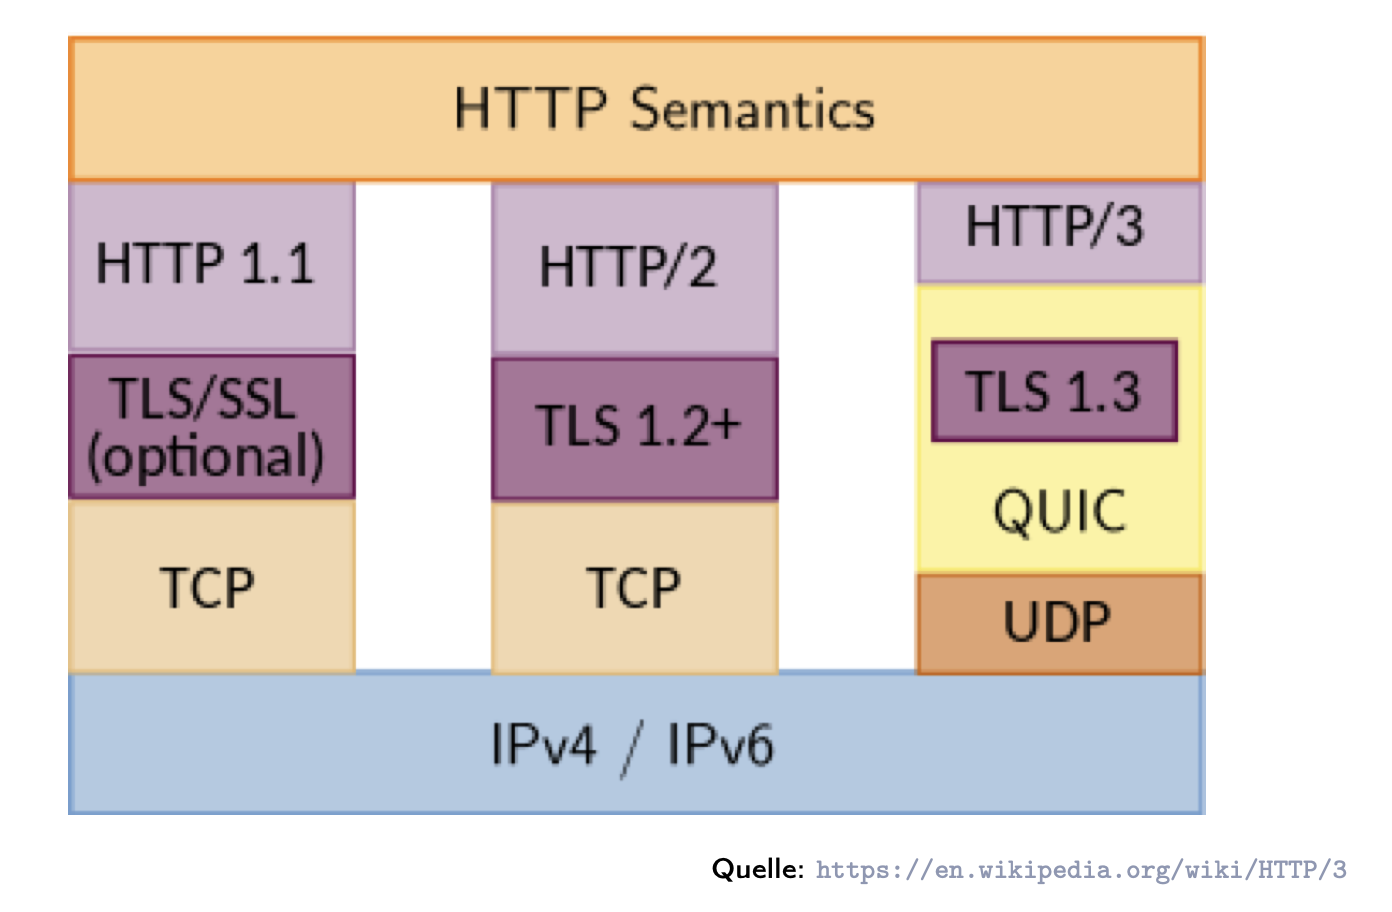 HTTP Semantics
HTTP 1.1
TLS/SSL
(optional)
TCP
HTTP/2
TLS 1.2+
TCP
HTTP/3
TLS 1.3
QUIC
UDP
IPv4 / IPv6
Quelle: https://en.wikipedia.org/wiki/HTTP/3